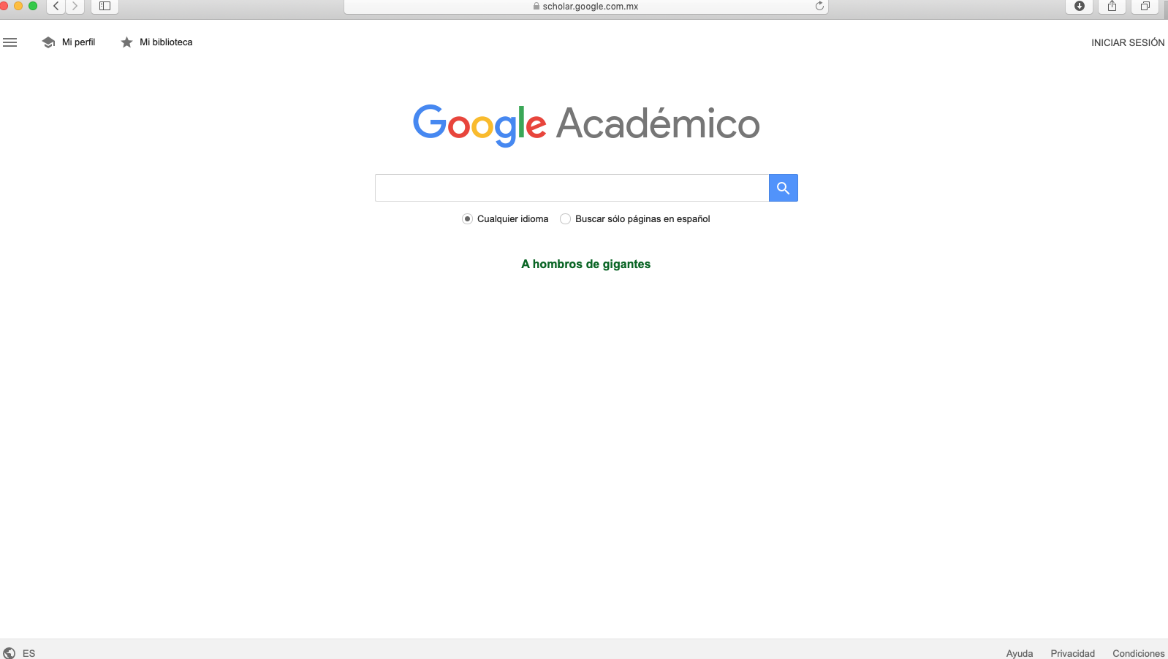 scholar.google.com.mx
Mi perfil Mi biblioteca INICIAR SESIÓN
Google Académico
Cualquier idioma Buscar sólo páginas en español
A hombros de gigantes
ES Ayuda Privacidad Condiciones